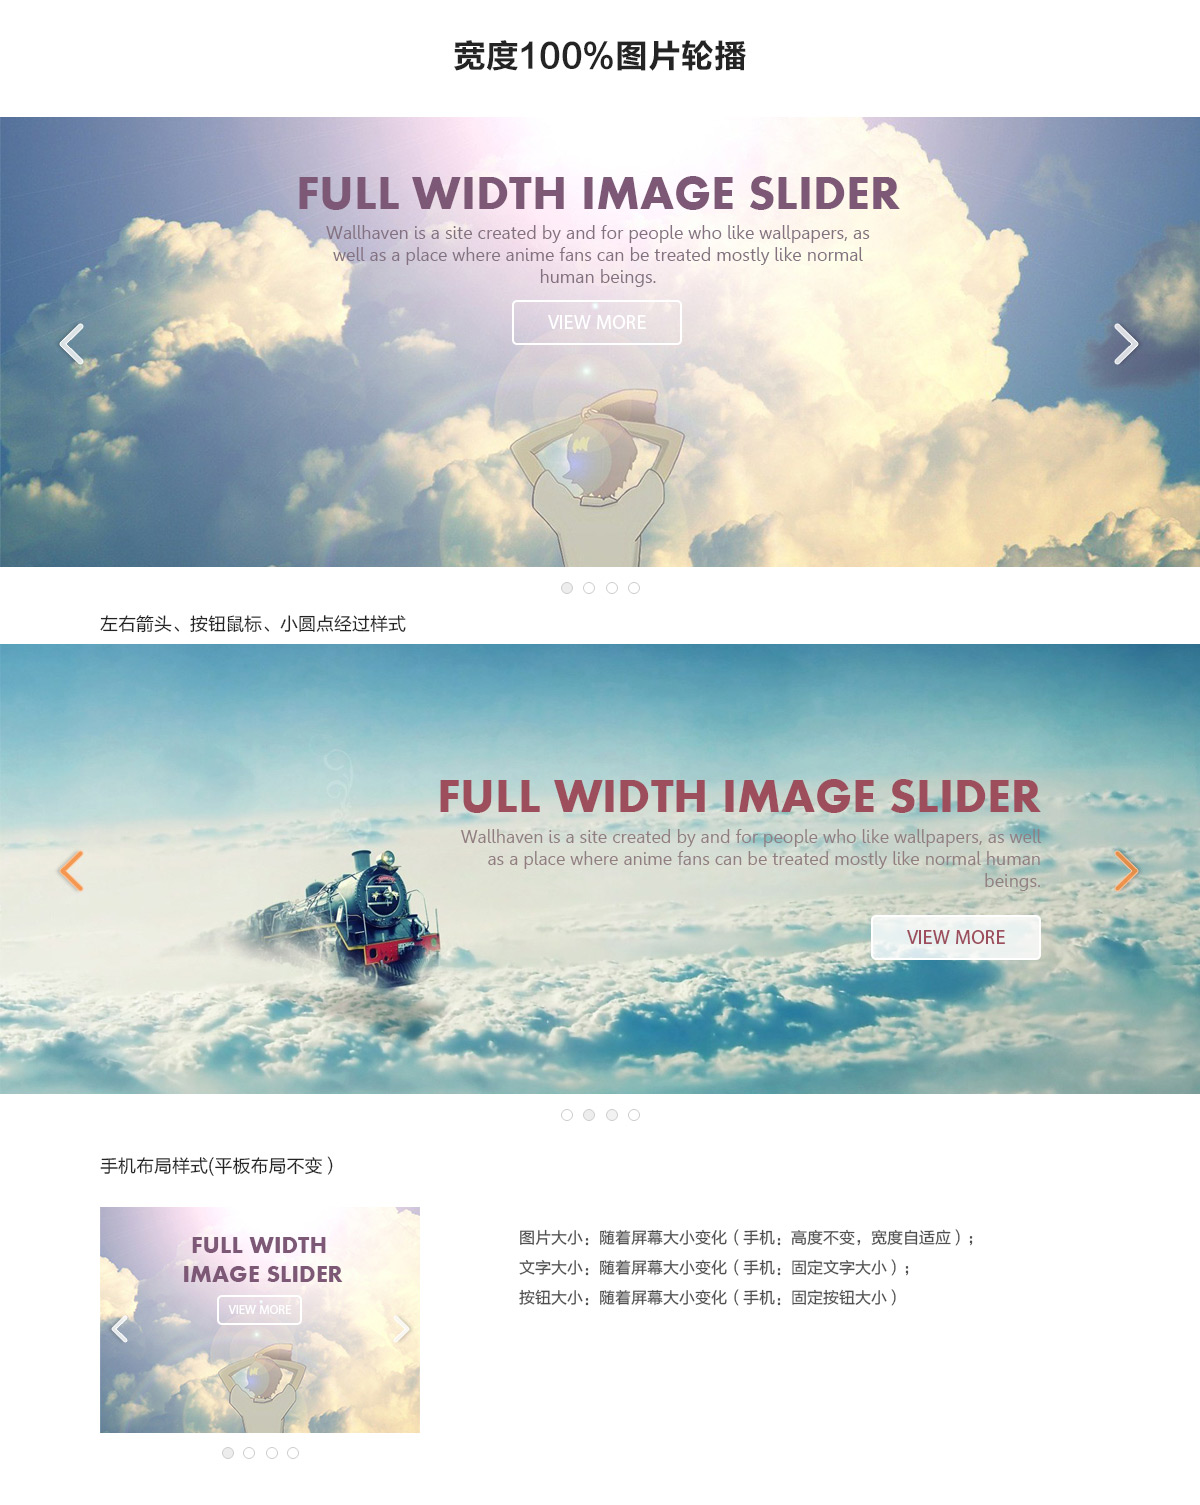 宽度100%图片轮播
FULL WIDTH IMAGE SLIDER
Wallhaven is a site created by and for people who like wallpapers, as
well as a place where anime fans can be treated mostly like normal
human beings.
VIEW MORE
左右箭头、按钮鼠标、小圆点经过样式
FULL WIDTH IMAGE SLIDER
Wallhaven is a site created by and for people who like wallpapers, as well
as a place where anime fans can be treated mostly like normal human
beings.
VIEW MORE
手机布局样式(平板布局不变）
FULL WIDTH
IMAGE SLIDER
VIEW MORE
图片大小：随着屏幕大小变化（手机：高度不变，宽度自适应）；
文字大小：随着屏幕大小变化（手机：固定文字大小）；
按钮大小：随着屏幕大小变化（手机：固定按钮大小）